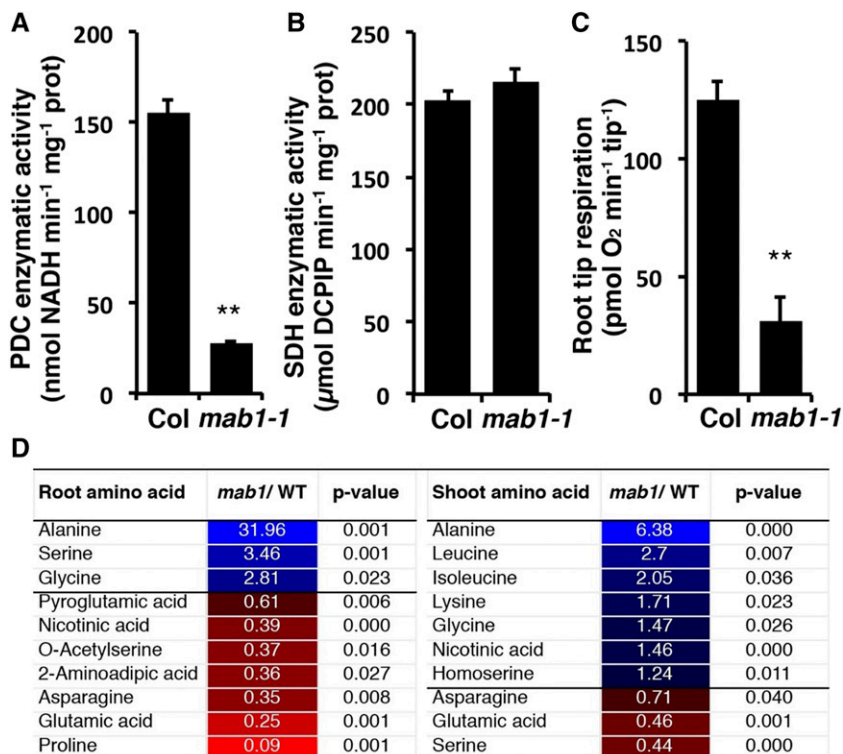 A
PDC enzymatic activity
(nmol NADH min-1 mg-1 prot)
200
150
100
50
0
**
Col mab1-1
B
SDH enzymatic activity
(µmol DCPIP min-1 mg-1 prot)
250
200
150
100
50
0
Col mab1-1
C
Root tip respiration
(pmol O2 min-1 tip-1)
150
100
50
0
**
Col mab1-1
D
Root amino acid mab1/ WT p-value Shoot amino acid mab1/ WT p-value
Alanine 31.96 0.001 Alanine 6.38 0.000
Serine 3.46 0.001 Leucine 2.7 0.007
Glycine 2.81 0.023 Isoleucine 2.05 0.036
Pyroglutamic acid 0.61 0.006 Lysine 1.71 0.023
Nicotinic acid 0.39 0.000 Glycine 1.47 0.026
O-Acetylserine 0.37 0.016 Nicotinic acid 1.46 0.000
2-Aminoadipic acid 0.36 0.027 Homoserine 1.24 0.011
Asparagine 0.35 0.008 Asparagine 0.71 0.040
Glutamic acid 0.25 0.001 Glutamic acid 0.46 0.001
Proline 0.09 0.001 Serine 0.44 0.000